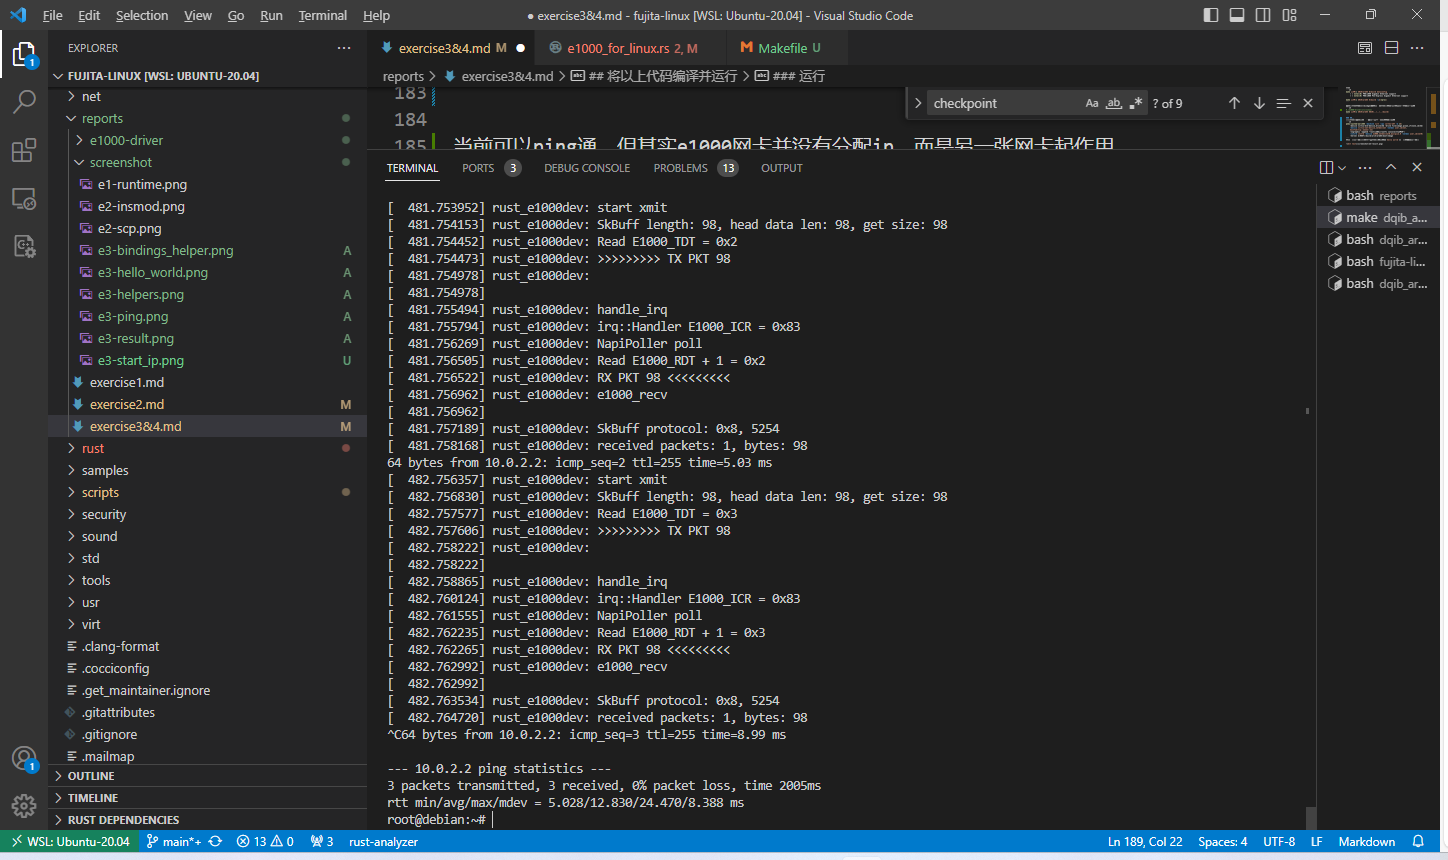 File Edit Selection View Go Run Terminal Help
● exercise3&4.md - fujita-linux [WSL: Ubuntu-20.04] - Visual Studio Code
EXPLORER
FUJITA-LINUX [WSL: UBUNTU-20.04]
net
reports
e1000-driver
screenshot
e1-runtime.png
e2-insmod.png
e2-scp.png
e3-bindings_helper.png A
e3-hello_world.png A
e3-helpers.png A
e3-ping.png A
e3-result.png A
e3-start_ip.png U
exercise1.md
exercise2.md M
exercise3&4.md M
rust
samples
scripts
security
sound
std
tools
usr
virt
.clang-format
.cocciconfig
.get_maintainer.ignore
.gitattributes
.gitignore
.mailmap
OUTLINE
TIMELINE
RUST DEPENDENCIES
exercise3&4.md M ●
e1000_for_linux.rs 2, M
Makefile U
reports > exercise3&4.md > ## 将以上代码编译并运行 > ### 运行
183
184
185 当前可以ping通，但其实e1000网卡并没有分配ip，而是另一张网卡起作用
checkpoint Aa ab .* ? of 9
TERMINAL PORTS 3 DEBUG CONSOLE PROBLEMS 13 OUTPUT
[  481.753952] rust_e1000dev: start xmit
[  481.754153] rust_e1000dev: SkBuff length: 98, head data len: 98, get size: 98
[  481.754452] rust_e1000dev: Read E1000_TDT = 0x2
[  481.754473] rust_e1000dev: >>>>>>>>> TX PKT 98
[  481.754978] rust_e1000dev:
[  481.754978]
[  481.755494] rust_e1000dev: handle_irq
[  481.755794] rust_e1000dev: irq::Handler E1000_ICR = 0x83
[  481.756269] rust_e1000dev: NapiPoller poll
[  481.756505] rust_e1000dev: Read E1000_RDT + 1 = 0x2
[  481.756522] rust_e1000dev: RX PKT 98 <<<<<<<<<
[  481.756962] rust_e1000dev: e1000_recv
[  481.756962]
[  481.757189] rust_e1000dev: SkBuff protocol: 0x8, 5254
[  481.758168] rust_e1000dev: received packets: 1, bytes: 98
64 bytes from 10.0.2.2: icmp_seq=2 ttl=255 time=5.03 ms
[  482.756357] rust_e1000dev: start xmit
[  482.756830] rust_e1000dev: SkBuff length: 98, head data len: 98, get size: 98
[  482.757577] rust_e1000dev: Read E1000_TDT = 0x3
[  482.757606] rust_e1000dev: >>>>>>>>> TX PKT 98
[  482.758222] rust_e1000dev:
[  482.758222]
[  482.758865] rust_e1000dev: handle_irq
[  482.760124] rust_e1000dev: irq::Handler E1000_ICR = 0x83
[  482.761555] rust_e1000dev: NapiPoller poll
[  482.762235] rust_e1000dev: Read E1000_RDT + 1 = 0x3
[  482.762265] rust_e1000dev: RX PKT 98 <<<<<<<<<
[  482.762992] rust_e1000dev: e1000_recv
[  482.762992]
[  482.763534] rust_e1000dev: SkBuff protocol: 0x8, 5254
[  482.764720] rust_e1000dev: received packets: 1, bytes: 98
^C64 bytes from 10.0.2.2: icmp_seq=3 ttl=255 time=8.99 ms
--- 10.0.2.2 ping statistics ---
3 packets transmitted, 3 received, 0% packet loss, time 2005ms
rtt min/avg/max/mdev = 5.028/12.830/24.470/8.388 ms
root@debian:~#
bash reports
make dqib_a...
bash dqib_ar...
bash fujita-li...
bash dqib_ar...
WSL: Ubuntu-20.04 main*+ 13 0 3 rust-analyzer
Ln 189, Col 22 Spaces: 4 UTF-8 LF Markdown